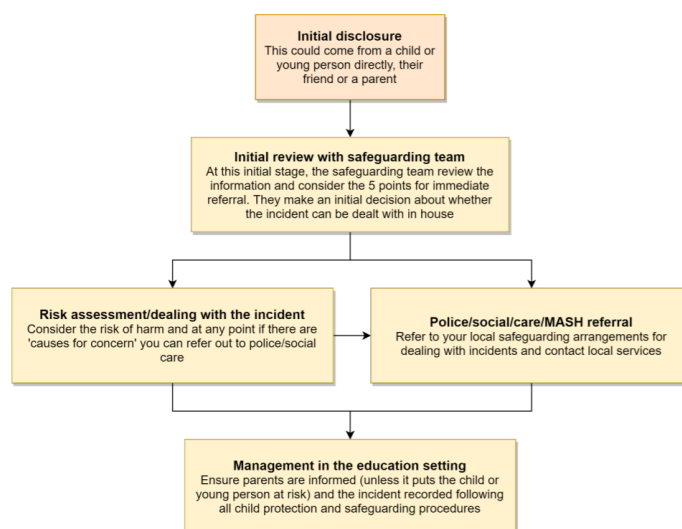 Initial disclosure
This could come from a child or
young person directly, their
friend or a parent
Initial review with safeguarding team
At this initial stage, the safeguarding team review the
information and consider the 5 points for immediate
referral. They make an initial decision about whether
the incident can be dealt with in house
Risk assessment/dealing with the incident
Consider the risk of harm and at any point if there are
'causes for concern' you can refer out to police/social
care
Police/social/care/MASH referral
Refer to your local safeguarding arrangements for
dealing with incidents and contact local services
Management in the education setting
Ensure parents are informed (unless it puts the child or
young person at risk) and the incident recorded following
all child protection and safeguarding procedures